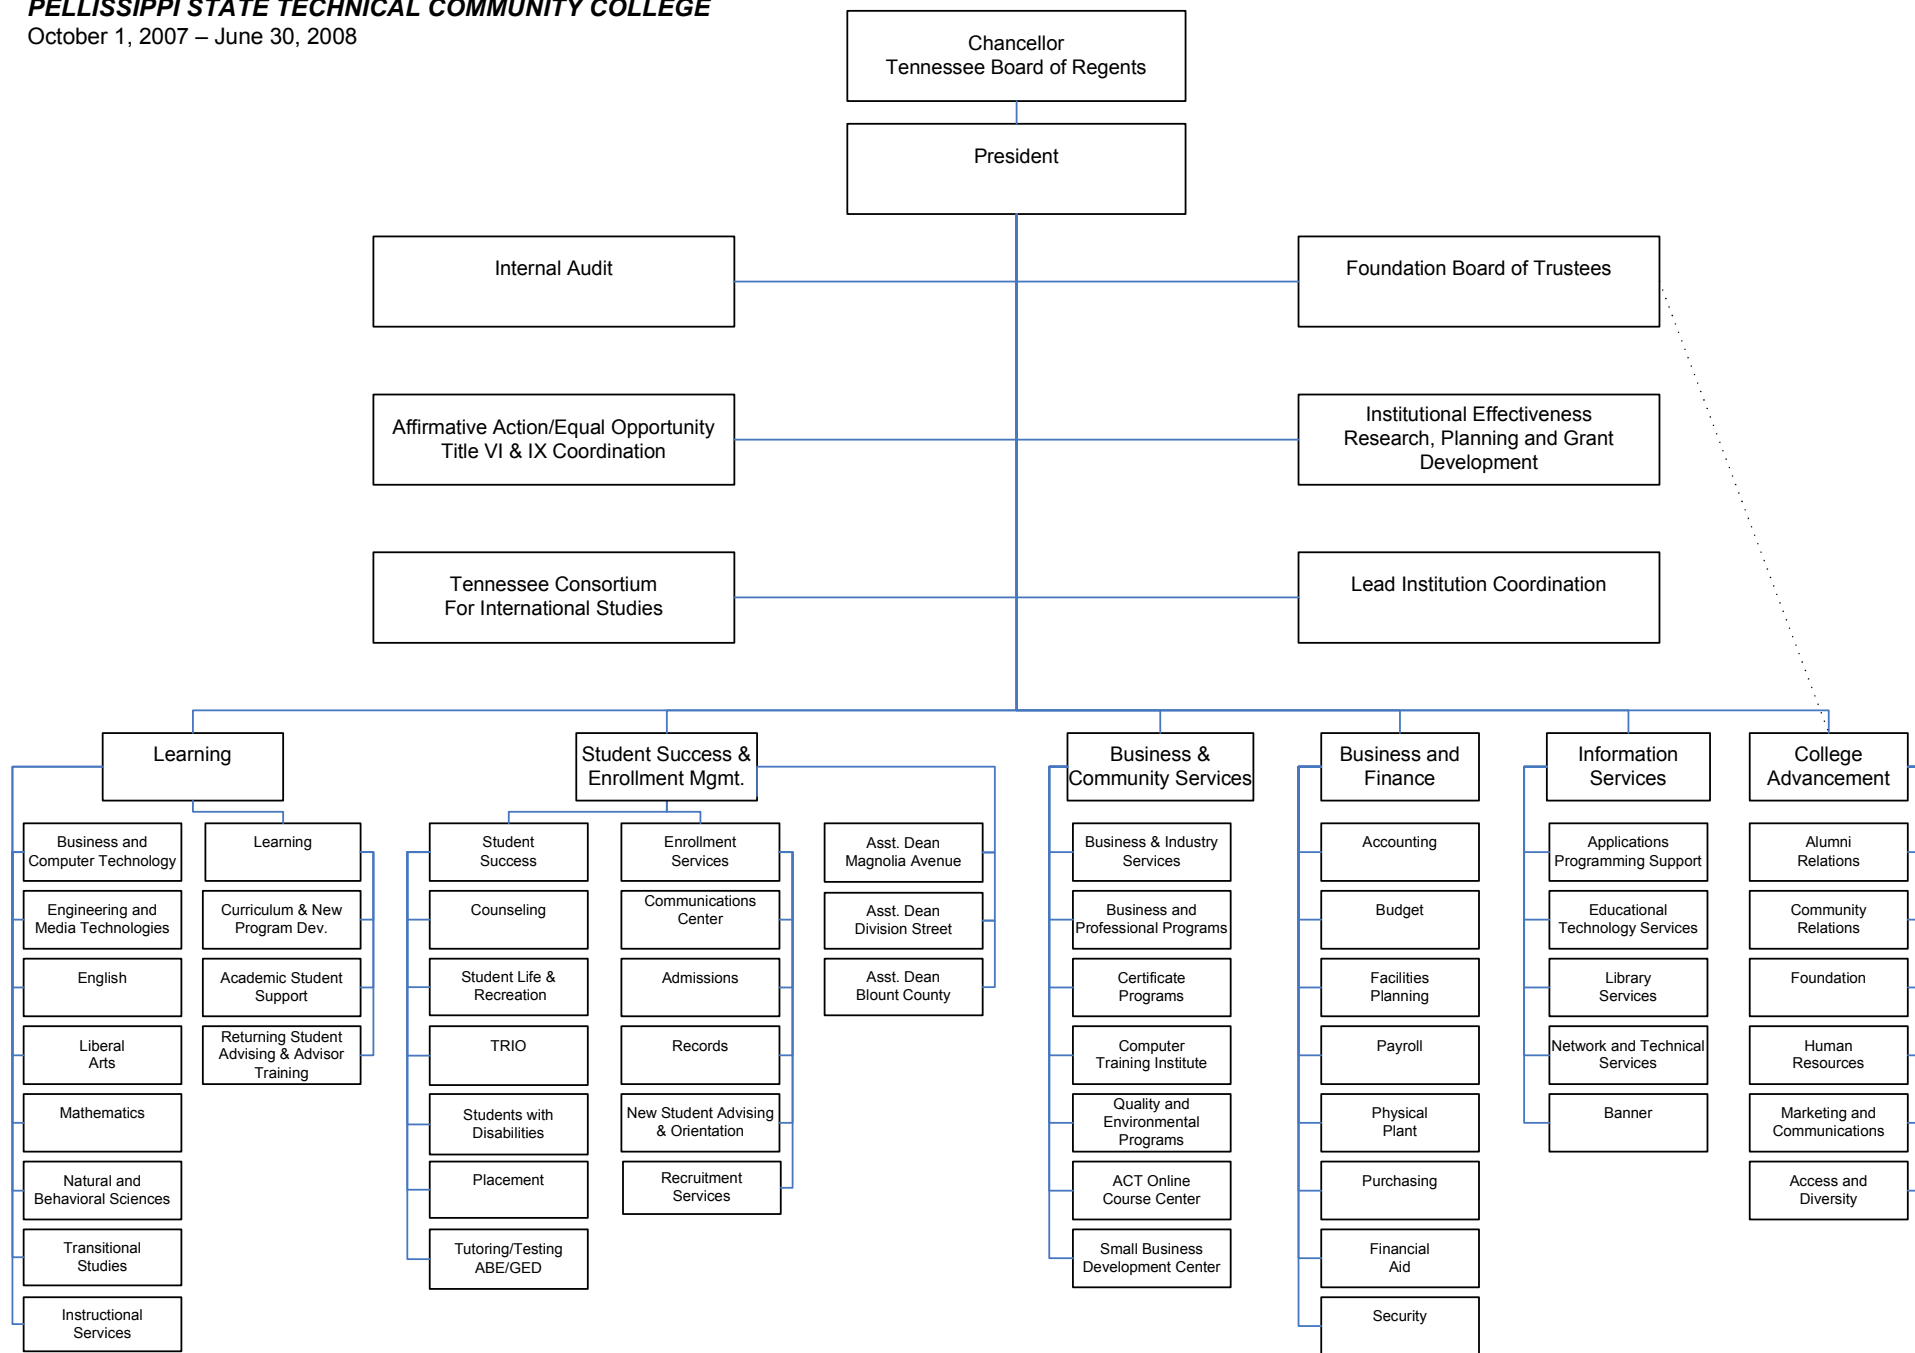 PELLISSIPPI STATE TECHNICAL COMMUNITY COLLEGE
October 1, 2007 – June 30, 2008
Chancellor
Tennessee Board of Regents
President
Internal Audit
Foundation Board of Trustees
Affirmative Action/Equal Opportunity
Title VI & IX Coordination
Institutional Effectiveness
Research, Planning and Grant
Development
Tennessee Consortium
For International Studies
Lead Institution Coordination
Learning
Business and
Computer Technology
Engineering and
Media Technologies
English
Liberal
Arts
Mathematics
Natural and
Behavioral Sciences
Transitional
Studies
Instructional
Services
Learning
Curriculum & New
Program Dev.
Academic Student
Support
Returning Student
Advising & Advisor
Training
Student Success &
Enrollment Mgmt.
Student
Success
Counseling
Student Life &
Recreation
TRIO
Students with
Disabilities
Placement
Tutoring/Testing
ABE/GED
Enrollment
Services
Communications
Center
Admissions
Records
New Student Advising
& Orientation
Recruitment
Services
Asst. Dean
Magnolia Avenue
Asst. Dean
Division Street
Asst. Dean
Blount County
Business &
Community Services
Business & Industry
Services
Business and
Professional Programs
Certificate
Programs
Computer
Training Institute
Quality and
Environmental
Programs
ACT Online
Course Center
Small Business
Development Center
Business and
Finance
Accounting
Budget
Facilities
Planning
Payroll
Physical
Plant
Purchasing
Financial
Aid
Security
Information
Services
Applications
Programming Support
Educational
Technology Services
Library
Services
Network and Technical
Services
Banner
College
Advancement
Alumni
Relations
Community
Relations
Foundation
Human
Resources
Marketing and
Communications
Access and
Diversity